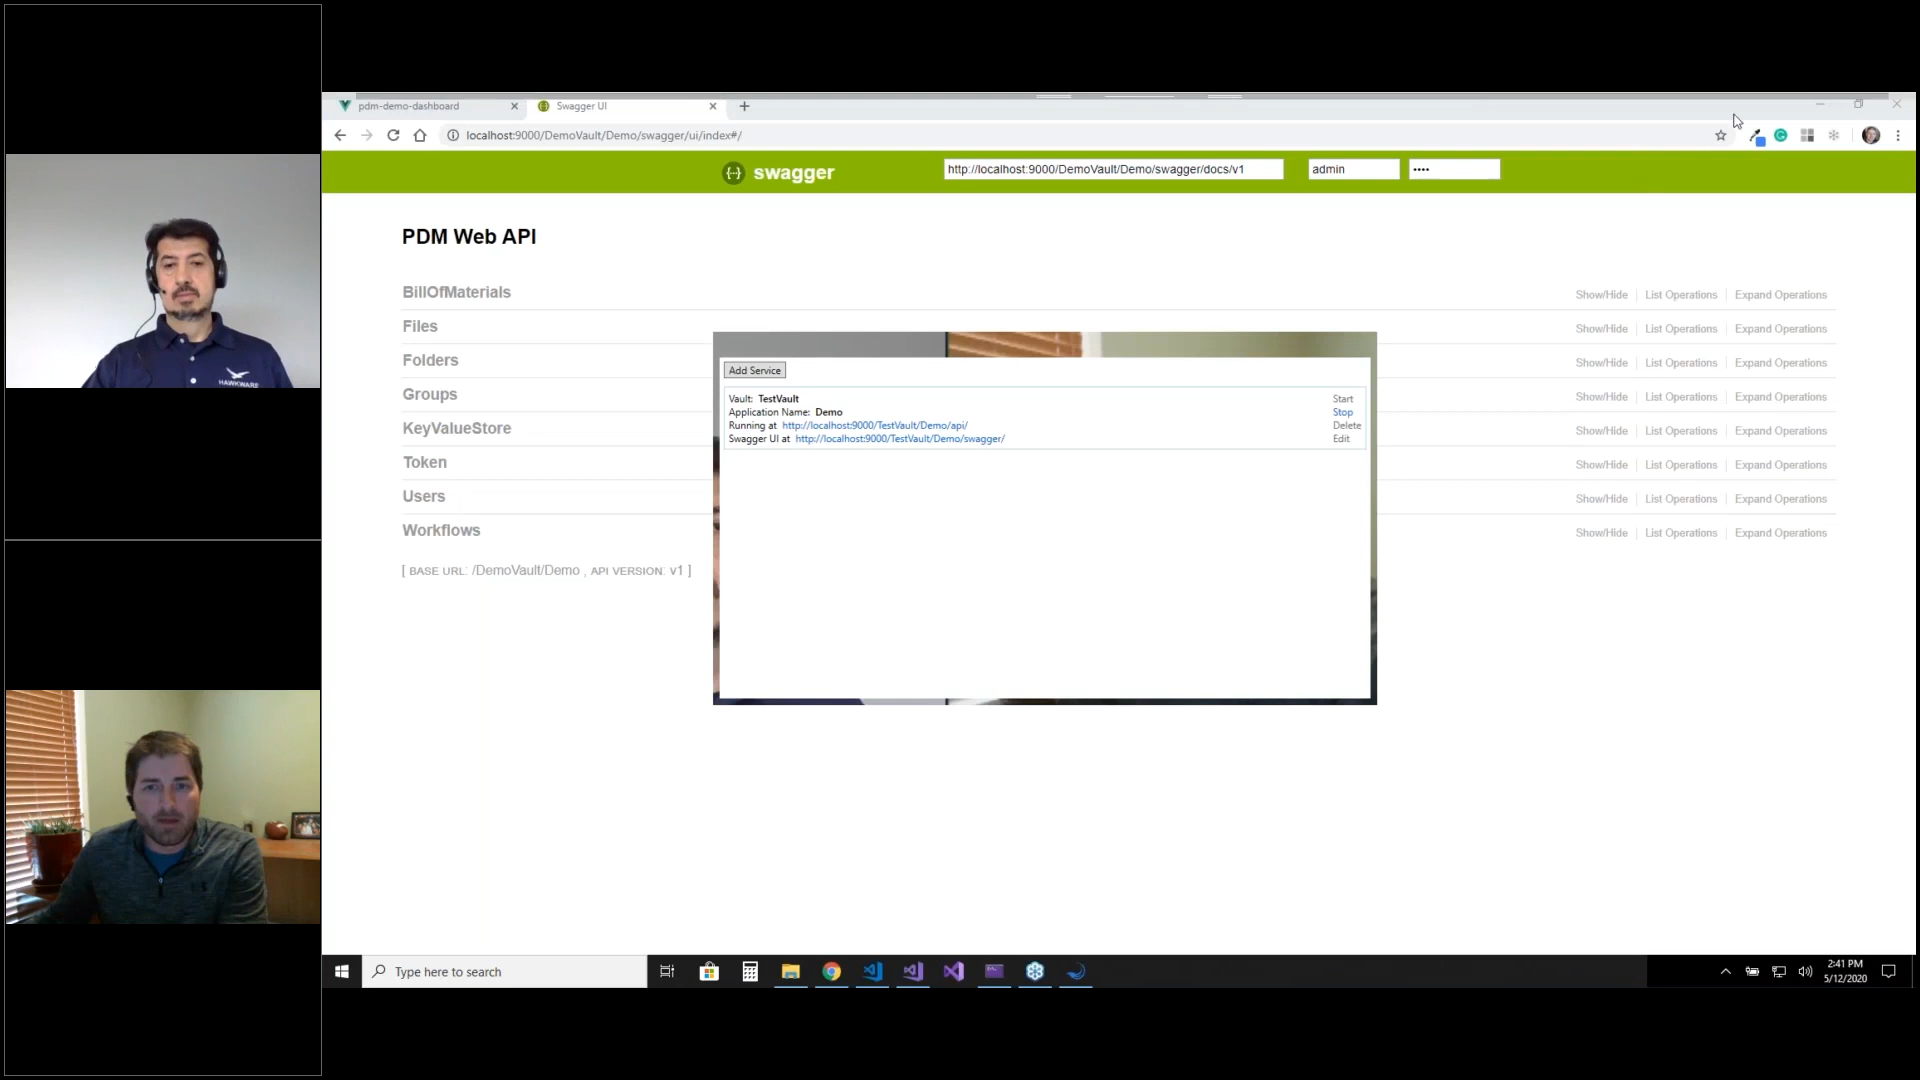 pdm-demo-dashboard
Swagger UI
localhost:9000/DemoVault/Demo/swagger/ui/index#/
swagger
http://localhost:9000/DemoVault/Demo/swagger/docs/v1
admin
••••
PDM Web API
BillOfMaterials
Show/Hide List Operations Expand Operations
Files
Show/Hide List Operations Expand Operations
Folders
Show/Hide List Operations Expand Operations
Groups
Show/Hide List Operations Expand Operations
KeyValueStore
Show/Hide List Operations Expand Operations
Token
Show/Hide List Operations Expand Operations
Users
Show/Hide List Operations Expand Operations
Workflows
Show/Hide List Operations Expand Operations
[ BASE URL: /DemoVault/Demo , API VERSION: v1 ]
Add Service
Vault: TestVault
Start
Application Name: Demo
Stop
Running at http://localhost:9000/TestVault/Demo/api/
Delete
Swagger UI at http://localhost:9000/TestVault/Demo/swagger/
Edit
HAWKWARE
Type here to search
2:41 PM
5/12/2020